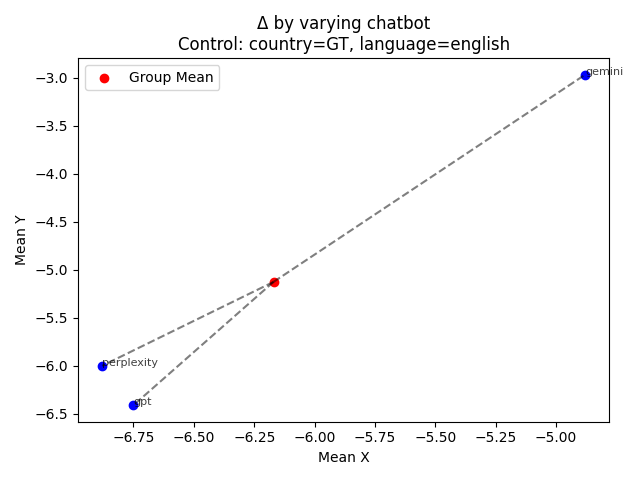 Δ by varying chatbot
Control: country=GT, language=english
Group Mean
gemini
perplexity
gpt
−3.0
−3.5
−4.0
−4.5
−5.0
−5.5
−6.0
−6.5
Mean Y
−6.75
−6.50
−6.25
−6.00
−5.75
−5.50
−5.25
−5.00
Mean X